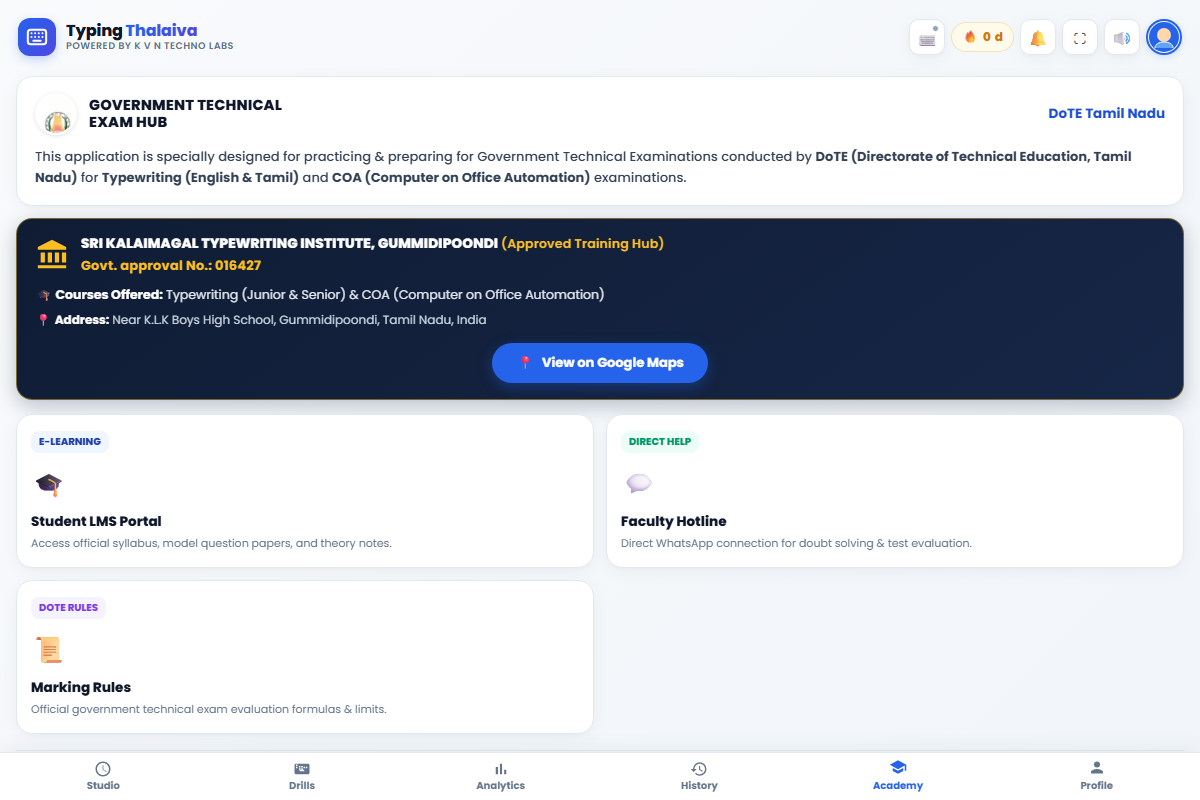 Typing Thalaiva
POWERED BY K V N TECHNO LABS
0 d
GOVERNMENT TECHNICAL
EXAM HUB
DoTE Tamil Nadu
This application is specially designed for practicing & preparing for Government Technical Examinations conducted by DoTE (Directorate of Technical Education, Tamil
Nadu) for Typewriting (English & Tamil) and COA (Computer on Office Automation) examinations.
SRI KALAIMAGAL TYPEWRITING INSTITUTE, GUMMIDIPOONDI (Approved Training Hub)
Govt. approval No.: 016427
Courses Offered: Typewriting (Junior & Senior) & COA (Computer on Office Automation)
Address: Near K.L.K Boys High School, Gummidipoondi, Tamil Nadu, India
View on Google Maps
E-LEARNING
Student LMS Portal
Access official syllabus, model question papers, and theory notes.
DIRECT HELP
Faculty Hotline
Direct WhatsApp connection for doubt solving & test evaluation.
DOTE RULES
Marking Rules
Official government technical exam evaluation formulas & limits.
Studio
Drills
Analytics
History
Academy
Profile